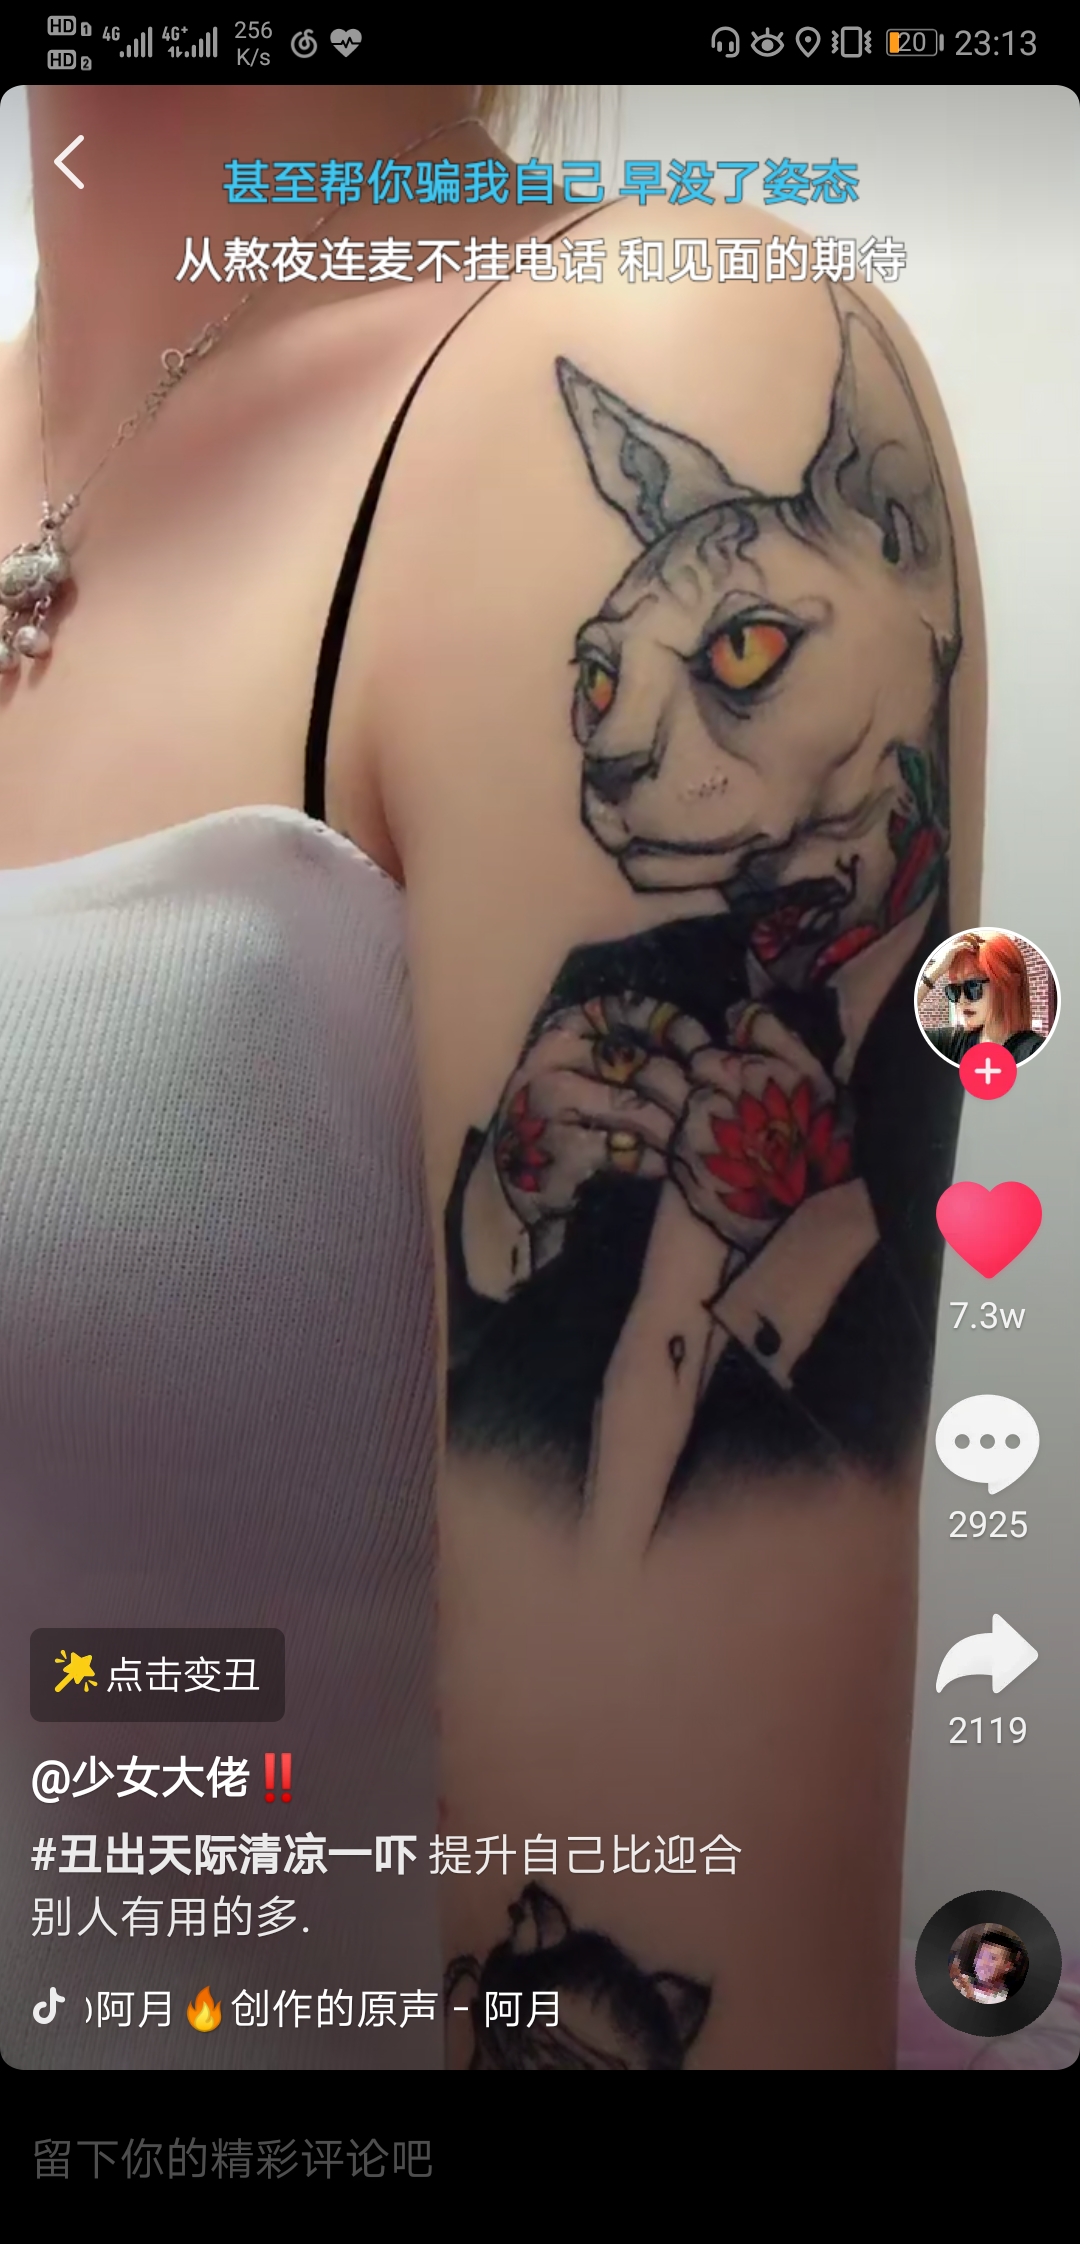 HD 1 4G 4G+ 256 20 23:13
HD 2 K/s
甚至帮你骗我自己 早没了姿态
从熬夜连麦不挂电话 和见面的期待
7.3w
2925
2119
点击变丑
@少女大佬‼️
#丑出天际清凉一吓 提升自己比迎合
别人有用的多.
阿月🔥创作的原声 - 阿月
留下你的精彩评论吧